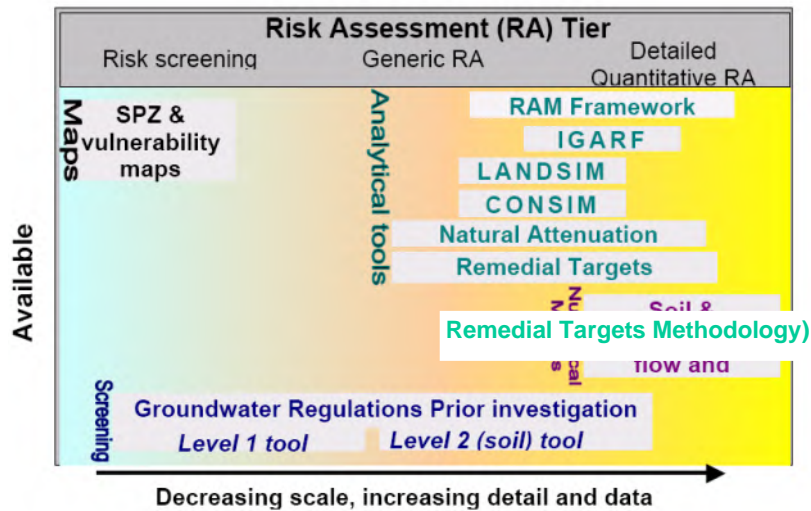 Risk Assessment (RA) Tier
Risk screening
Generic RA
Detailed
Quantitative RA
Available
Maps
SPZ &
vulnerability
maps
Analytical tools
RAM Framework
IGARF
LANDSIM
CONSIM
Natural Attenuation
Remedial Targets
Soil &
Remedial Targets Methodology)
flow and
Screening
Groundwater Regulations Prior investigation
Level 1 tool
Level 2 (soil) tool
Decreasing scale, increasing detail and data